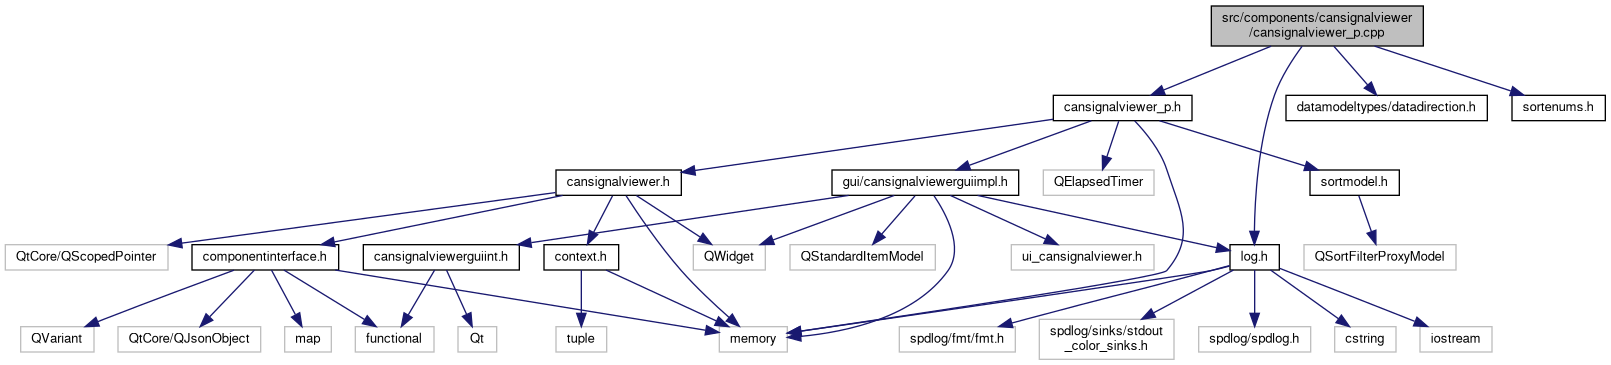 src/components/cansignalviewer
/cansignalviewer_p.cpp
cansignalviewer_p.h
datamodeltypes/datadirection.h
sortenums.h
cansignalviewer.h
gui/cansignalviewerguiimpl.h
QElapsedTimer
sortmodel.h
QtCore/QScopedPointer
componentinterface.h
cansignalviewerguiint.h
context.h
QWidget
QStandardItemModel
ui_cansignalviewer.h
log.h
QSortFilterProxyModel
QVariant
QtCore/QJsonObject
map
functional
Qt
tuple
memory
spdlog/fmt/fmt.h
spdlog/sinks/stdout
_color_sinks.h
spdlog/spdlog.h
cstring
iostream